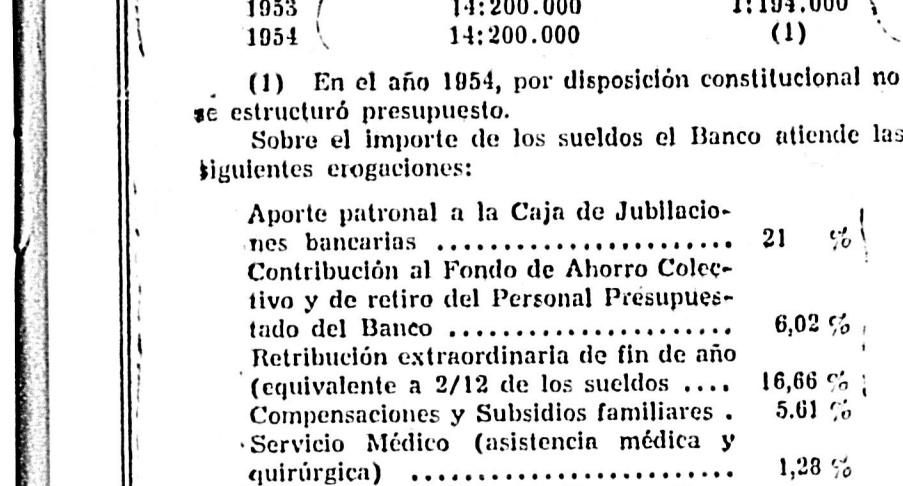 1953 14:200.000 1:194.000
1954 14:200.000 (1)
(1) En el año 1954, por disposición constitucional no
se estructuró presupuesto.
Sobre el importe de los sueldos el Banco atiende las
siguientes erogaciones:
Aporte patronal a la Caja de Jubilacio-
nes bancarias ...................... 21 %
Contribución al Fondo de Ahorro Colec-
tivo y de retiro del Personal Presupues-
tado del Banco ..................... 6,02 %
Retribución extraordinaria de fin de año
(equivalente a 2/12 de los sueldos .... 16,66 %
Compensaciones y Subsidios familiares . 5.61 %
Servicio Médico (asistencia médica y
quirúrgica) ........................ 1,28 %